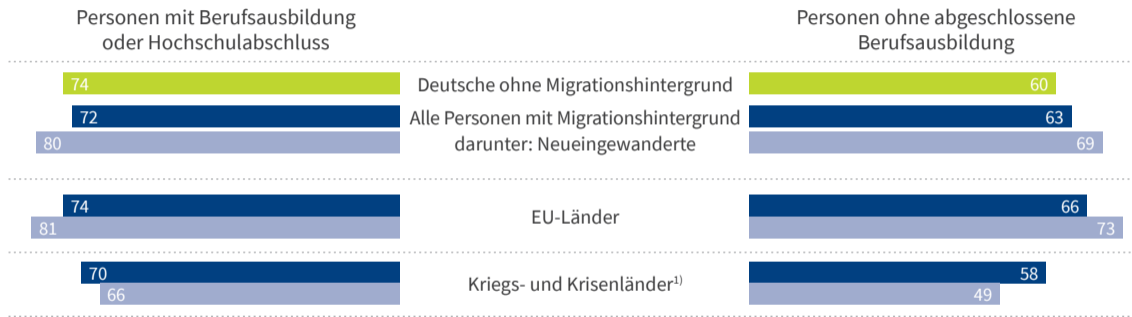 Personen mit Berufsausbildung
oder Hochschulabschluss
Personen ohne abgeschlossene
Berufsausbildung
74 Deutsche ohne Migrationshintergrund 60
72 Alle Personen mit Migrationshintergrund 63
80 darunter: Neueingewanderte 69
74 66
EU-Länder
81 73
70 58
Kriegs- und Krisenländer¹⁾
66 49